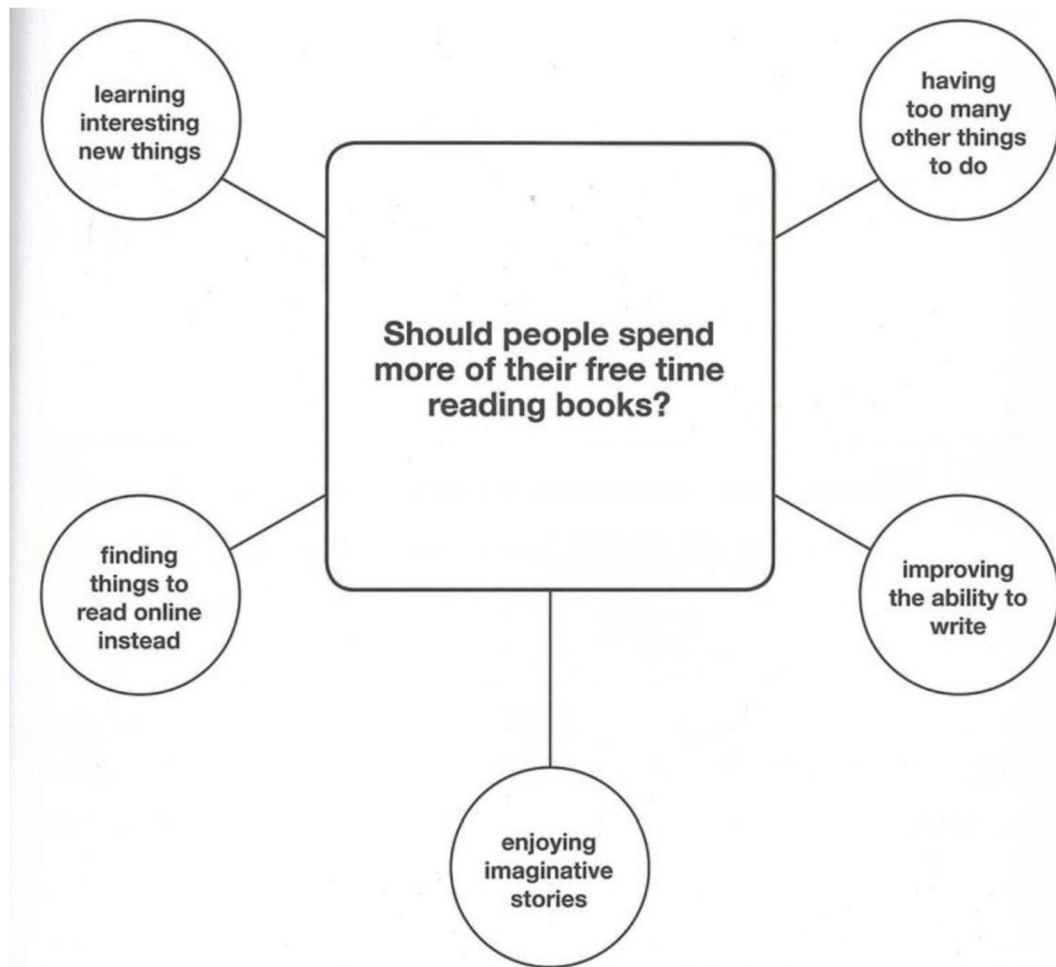 learning
interesting
new things
having
too many
other things
to do
Should people spend
more of their free time
reading books?
finding
things to
read online
instead
improving
the ability to
write
enjoying
imaginative
stories